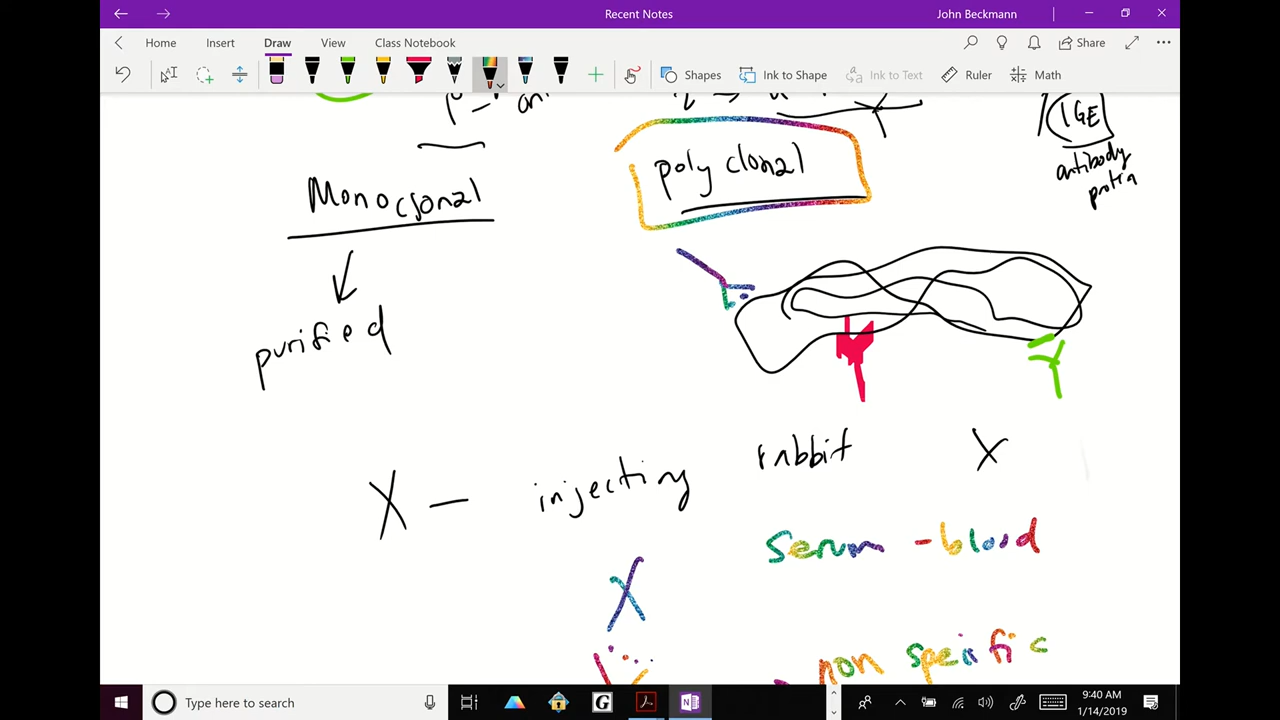 Recent Notes
John Beckmann
Home Insert Draw View Class Notebook
Share
Shapes
Ink to Shape
Ink to Text
Ruler
Math
IGE
antibody
protin
poly clonal
Monoclonal
purified
rabbit X
X – injecting
serum - blood
X
non specific
Type here to search
9:40 AM
1/14/2019